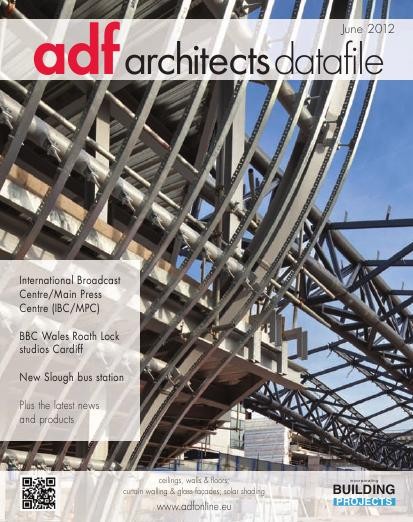 June 2012
adf architects datafile
International Broadcast
Centre/Main Press
Centre (IBC/MPC)
BBC Wales Roath Lock
studios Cardiff
New Slough bus station
Plus the latest news
and products
ceilings, walls & floors;
curtain walling & glass facades; solar shading
www.adfonline.eu
incorporating
BUILDING
PROJECTS